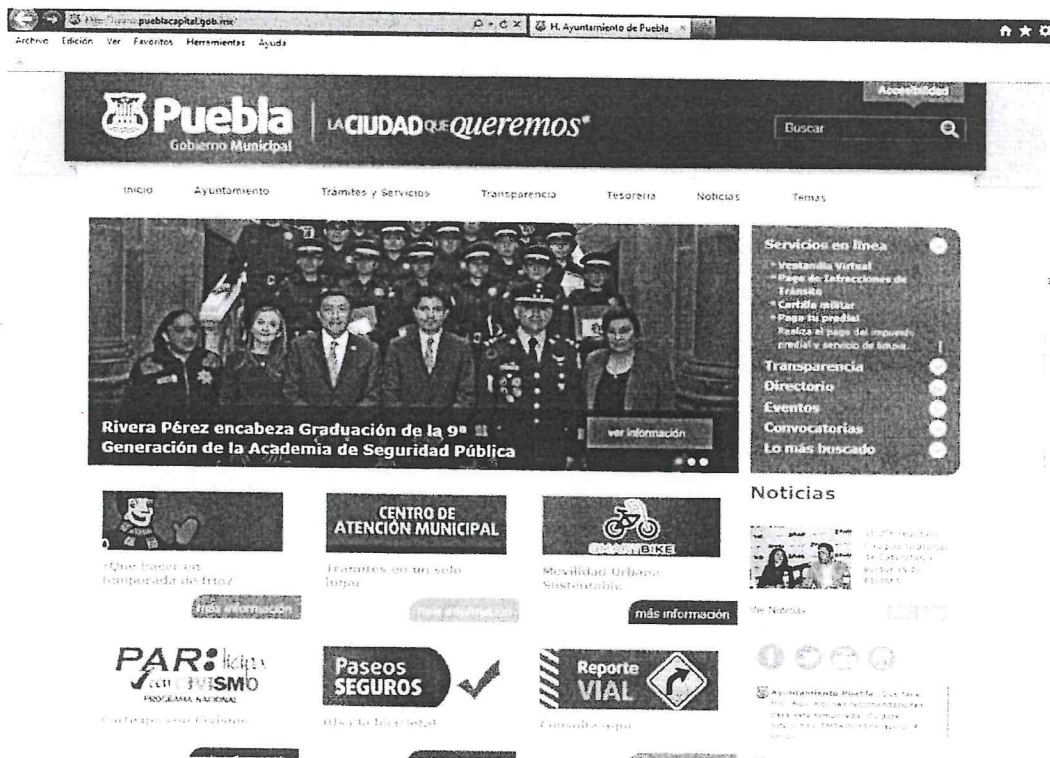 pueblacapital.gob.mx
H. Ayuntamiento de Puebla
Archivo Edición Ver Favoritos Herramientas Ayuda
Accesibilidad
Puebla
Gobierno Municipal
LA CIUDAD QUE queremos
Buscar
Inicio Ayuntamiento Trámites y Servicios Transparencia Tesorería Noticias Temas
Rivera Pérez encabeza Graduación de la 9ª
Generación de la Academia de Seguridad Pública
ver información
Servicios en línea
Ventanilla Virtual
Pago de Infracciones de
Tránsito
Cartilla militar
Paga tu predial
Realiza el pago del impuesto
predial y servicio de limpia.
Transparencia
Directorio
Eventos
Convocatorias
Lo más buscado
¿Qué hacer en
temporada de frío?
más información
CENTRO DE
ATENCIÓN MUNICIPAL
Trámites en un solo
lugar
más información
SMARTBIKE
Movilidad Urbana
Sustentable
más información
Noticias
Ver Noticias
PROGRAMA NACIONAL
Paseos
SEGUROS
Reporte
VIAL
Consulta aquí
Ayuntamiento Puebla